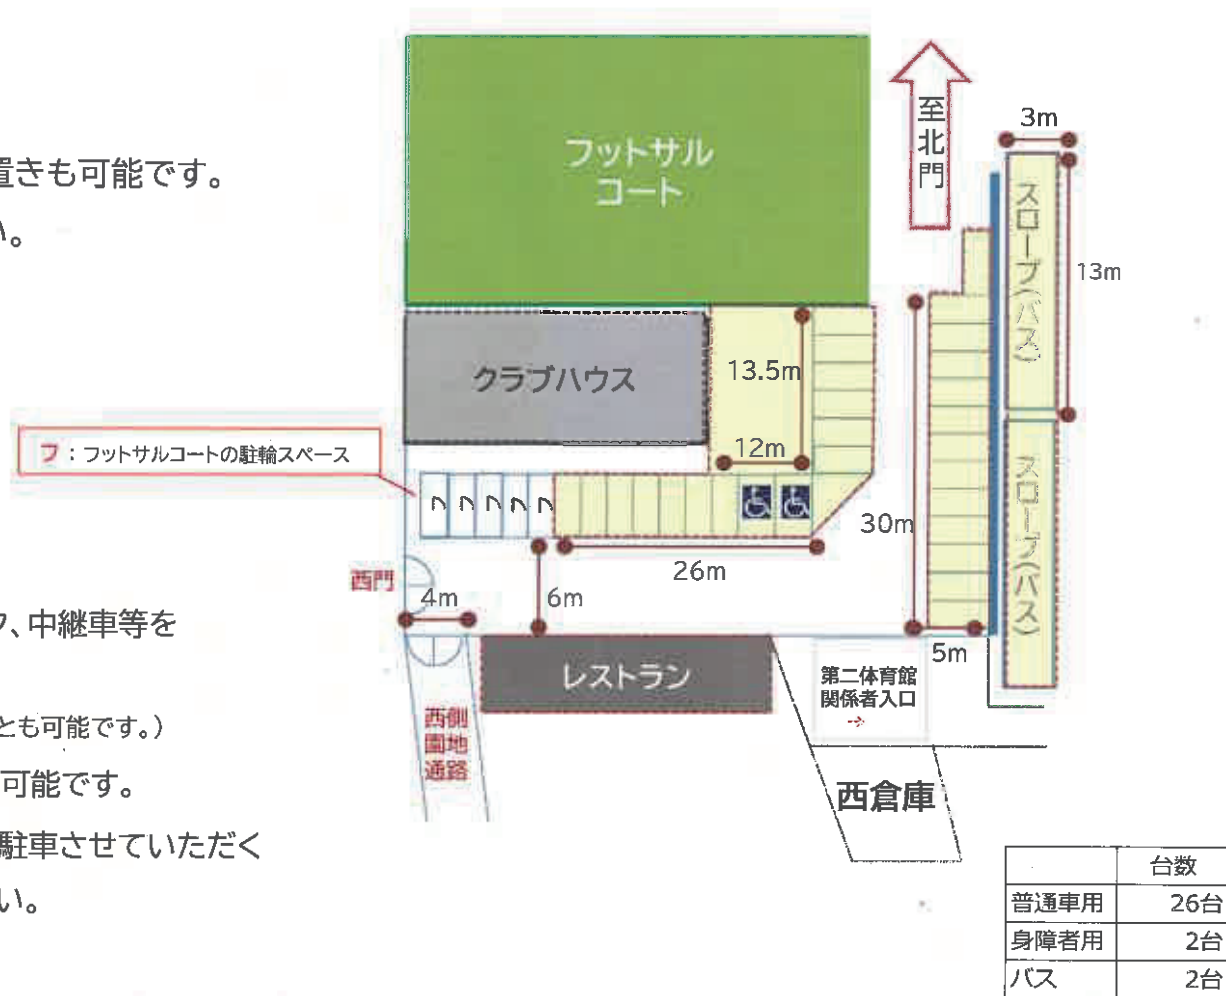 置きも可能です。
い。
フットサル
コート
至北門
3m
スロープ(バス)
13m
クラブハウス
13.5m
12m
フ：フットサルコートの駐輪スペース
フ フ フ フ フ
30m
26m
西門
4m
6m
スロープ(バス)
ク、中継車等を
5m
レストラン
第二体育館
関係者入口
→
とも可能です。）
西側
園地
通路
可能です。
西倉庫
駐車させていただく
い。
台数
普通車用 26台
身障者用 2台
バス 2台